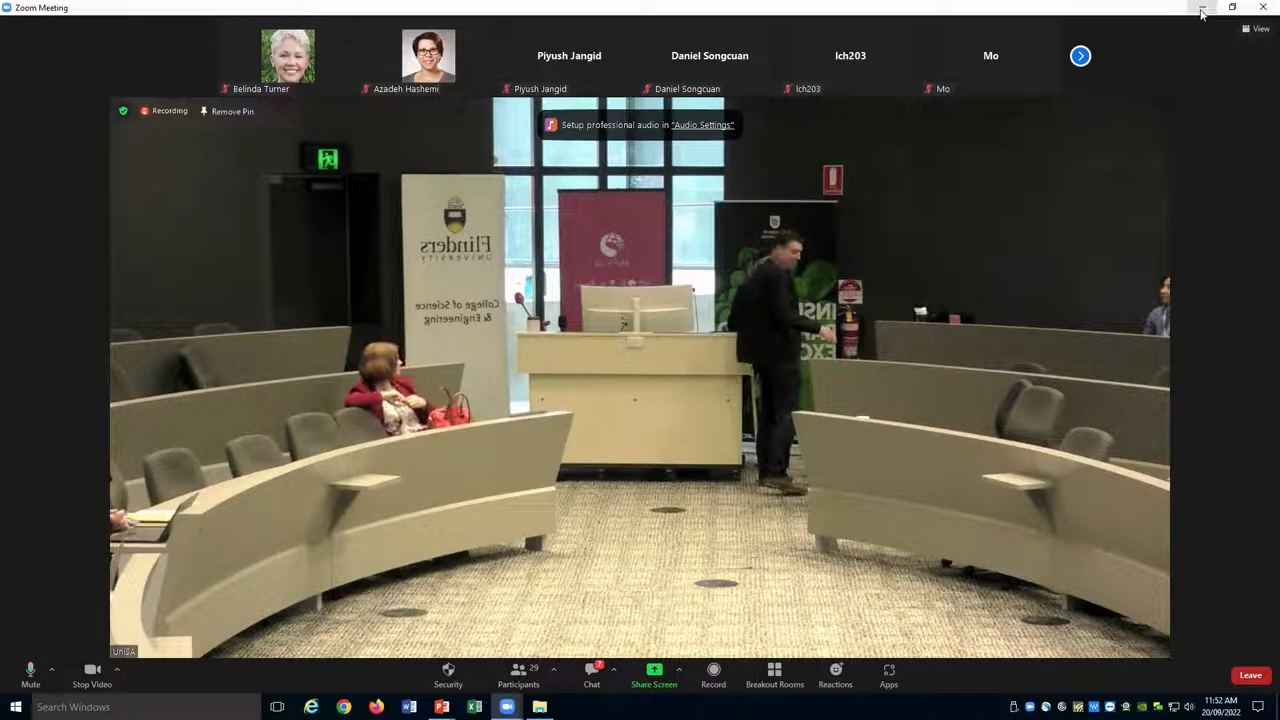 Zoom Meeting
View
Piyush Jangid
Daniel Songcuan
lch203
Mo
Belinda Turner
Azadeh Hashemi
Piyush Jangid
Daniel Songcuan
lch203
Mo
Recording
Remove Pin
Setup professional audio in "Audio Settings"
Flinders
UNIVERSITY
College of Science
& Engineering
UniSA
Mute
Stop Video
Security
Participants
29
Chat
7
Share Screen
Record
Breakout Rooms
Reactions
Apps
Leave
Search Windows
11:52 AM
20/09/2022